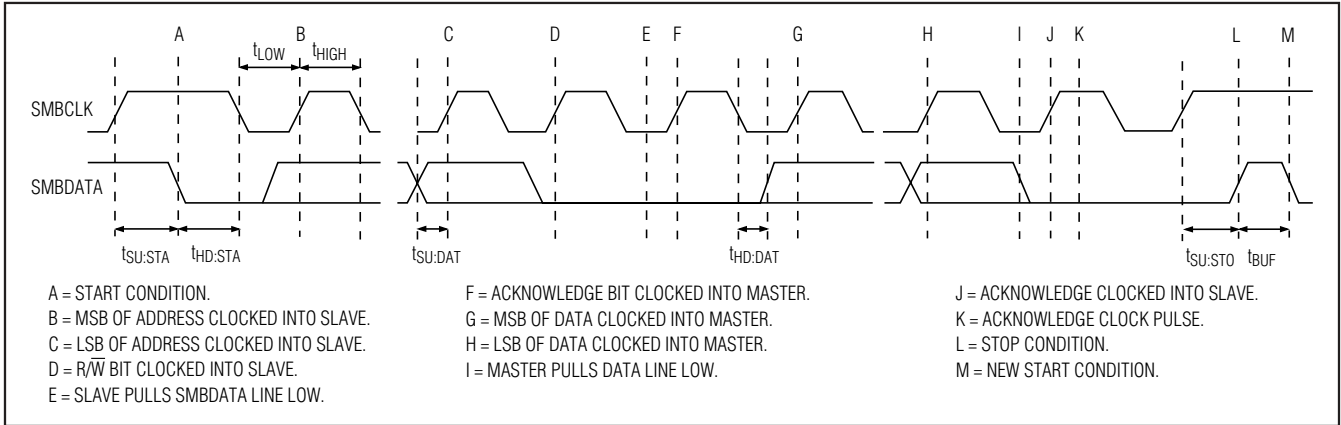 A B C D E F G H I J K L M
tLOW tHIGH
SMBCLK
SMBDATA
tSU:STA tHD:STA tSU:DAT tHD:DAT tSU:STO tBUF
A = START CONDITION.
B = MSB OF ADDRESS CLOCKED INTO SLAVE.
C = LSB OF ADDRESS CLOCKED INTO SLAVE.
D = R/W̅ BIT CLOCKED INTO SLAVE.
E = SLAVE PULLS SMBDATA LINE LOW.
F = ACKNOWLEDGE BIT CLOCKED INTO MASTER.
G = MSB OF DATA CLOCKED INTO MASTER.
H = LSB OF DATA CLOCKED INTO MASTER.
I = MASTER PULLS DATA LINE LOW.
J = ACKNOWLEDGE CLOCKED INTO SLAVE.
K = ACKNOWLEDGE CLOCK PULSE.
L = STOP CONDITION.
M = NEW START CONDITION.